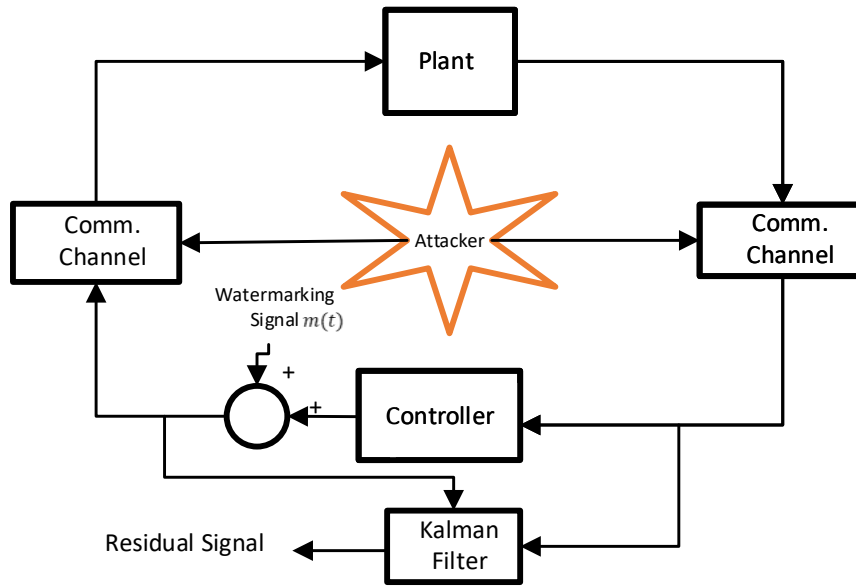 Plant
Comm.
Channel
Attacker
Comm.
Channel
Watermarking
Signal m(t)
+
+
Controller
Kalman
Filter
Residual Signal